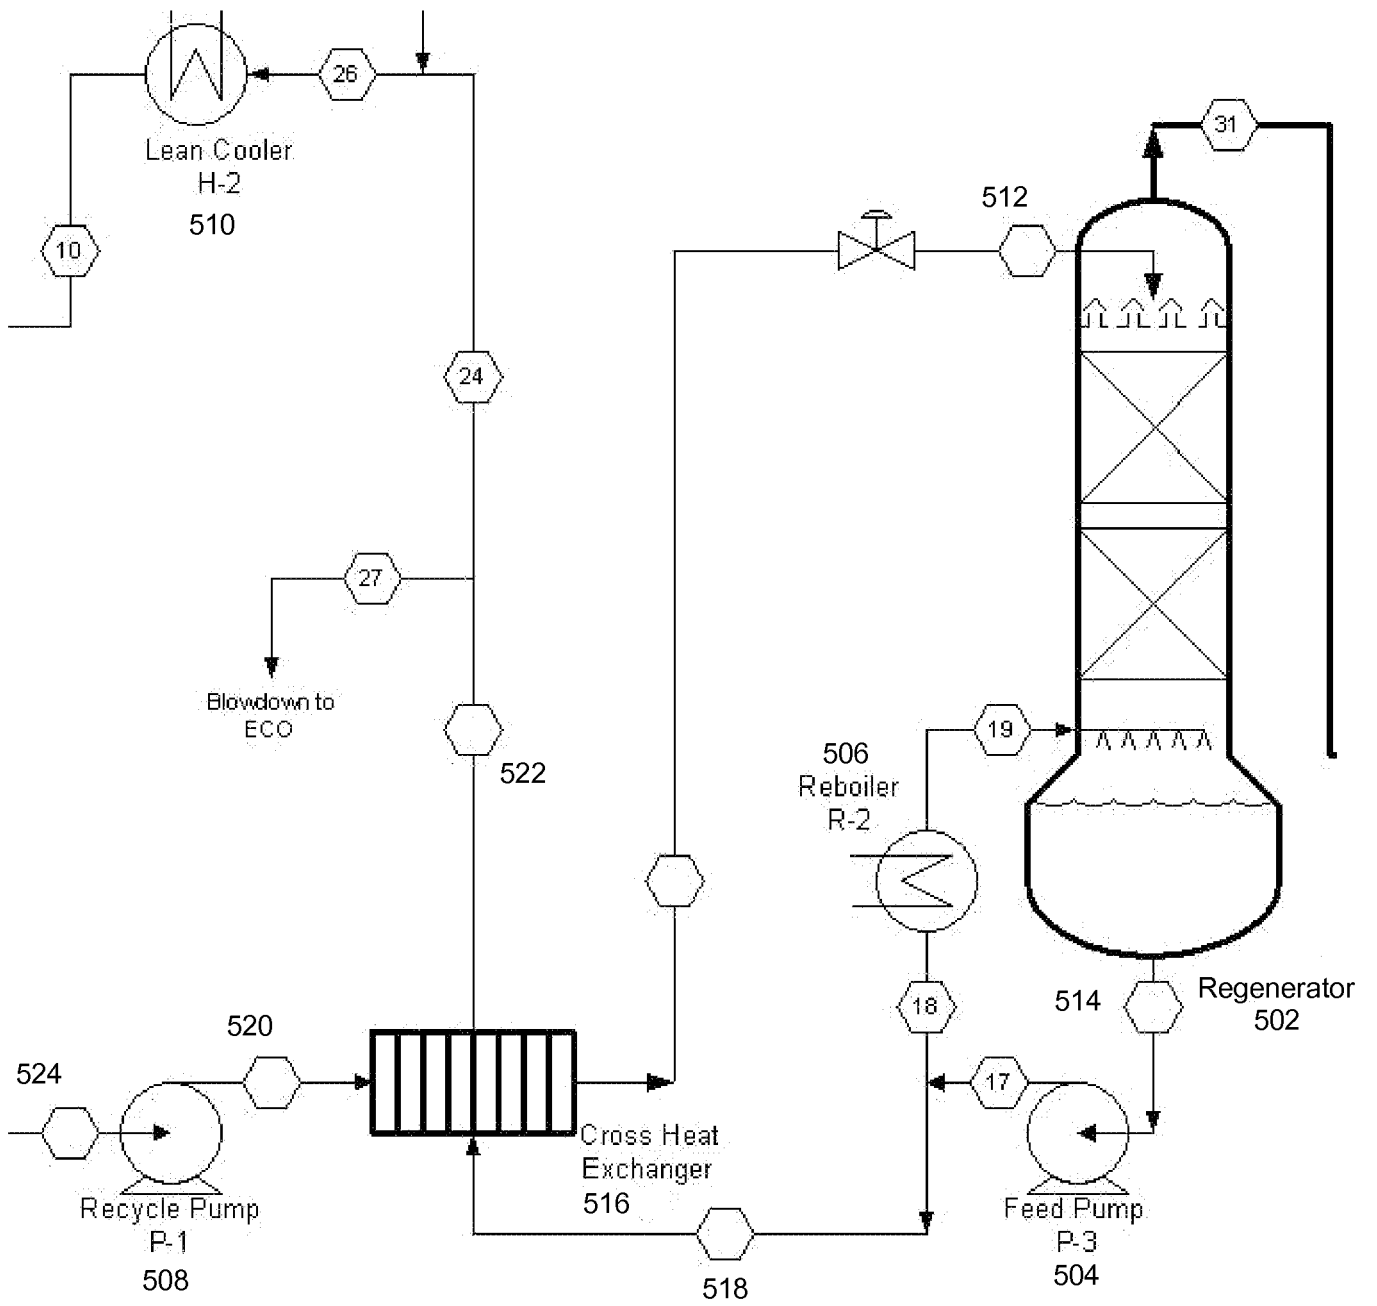 26
31
Lean Cooler
H-2
510
512
10
24
27
Blowdown to
ECO
522
19
506
Reboiler
R-2
514
18
Regenerator
502
520
524
17
Cross Heat
Exchanger
516
Recycle Pump
P-1
508
Feed Pump
P-3
504
518